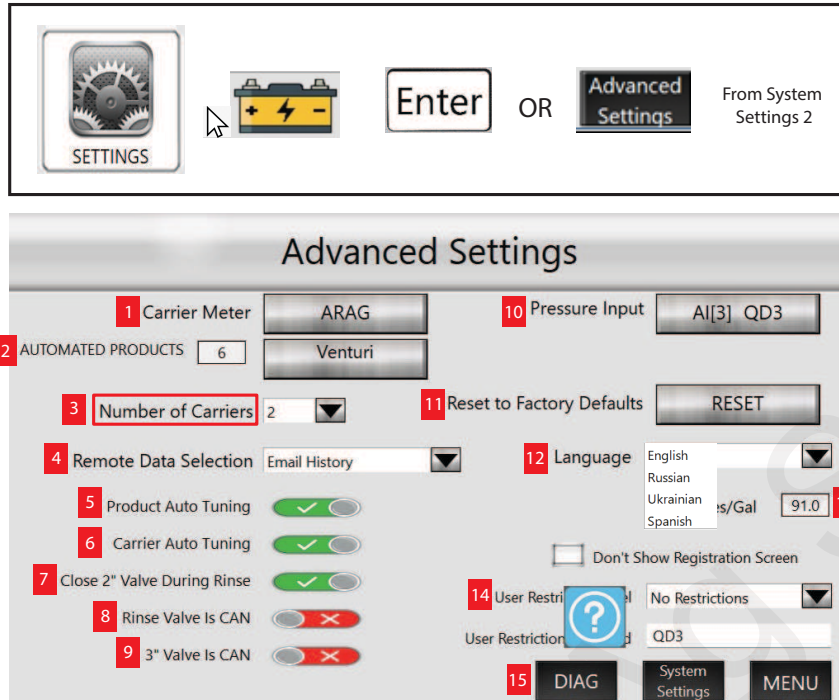 SETTINGS
Enter
OR
Advanced
Settings
From System
Settings 2
Advanced Settings
1 Carrier Meter ARAG
10 Pressure Input AI[3] QD3
2 AUTOMATED PRODUCTS 6 Venturi
3 Number of Carriers 2
11 Reset to Factory Defaults RESET
4 Remote Data Selection Email History
12 Language English
Russian
Ukrainian
Spanish
5 Product Auto Tuning
es/Gal 91.0
6 Carrier Auto Tuning
Don't Show Registration Screen
7 Close 2" Valve During Rinse
14 User Restri l No Restrictions
8 Rinse Valve Is CAN
User Restriction d QD3
9 3" Valve Is CAN
15 DIAG
System
Settings
MENU